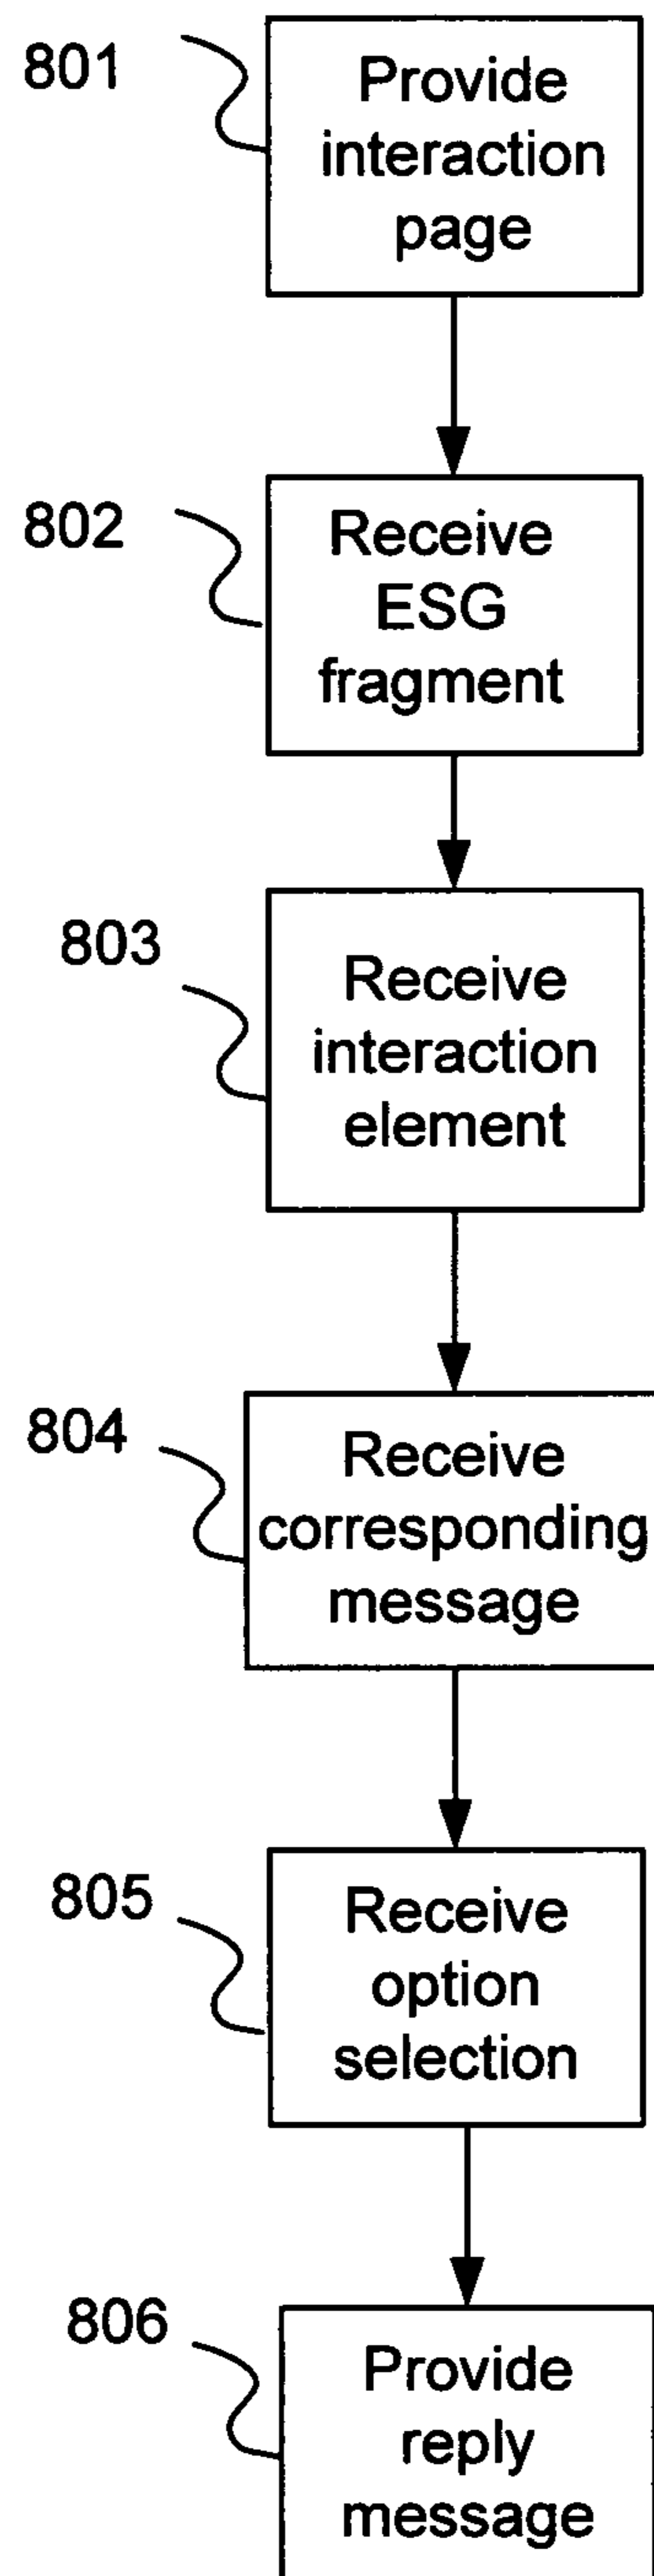 801
Provide
interaction
page
802
Receive
ESG
fragment
803
Receive
interaction
element
804
Receive
corresponding
message
805
Receive
option
selection
806
Provide
reply
message